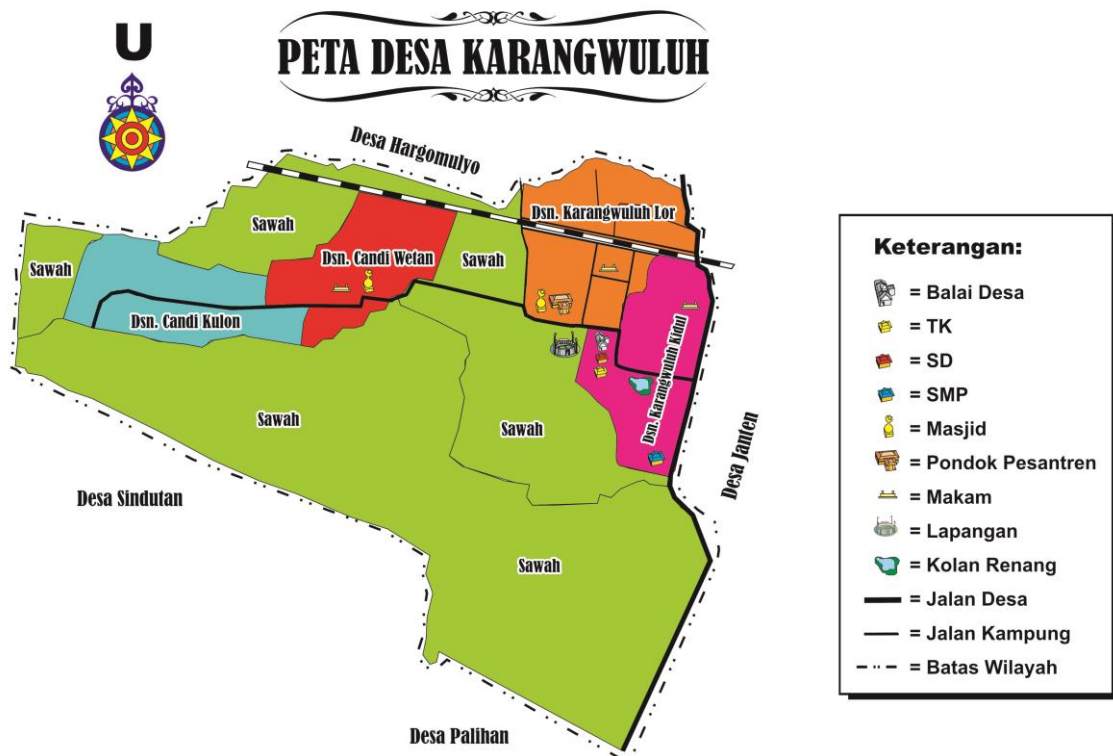 U
PETA DESA KARANGWULUH
Desa Hargomulyo
Dsn. Karangwuluh Lor
Sawah
Dsn. Candi Wetan
Sawah
Sawah
Dsn. Candi Kulon
Dsn. Karangwuluh Kidul
Sawah
Sawah
Desa Janten
Desa Sindutan
Sawah
Desa Palihan
Keterangan:
= Balai Desa
= TK
= SD
= SMP
= Masjid
= Pondok Pesantren
= Makam
= Lapangan
= Kolan Renang
= Jalan Desa
= Jalan Kampung
= Batas Wilayah